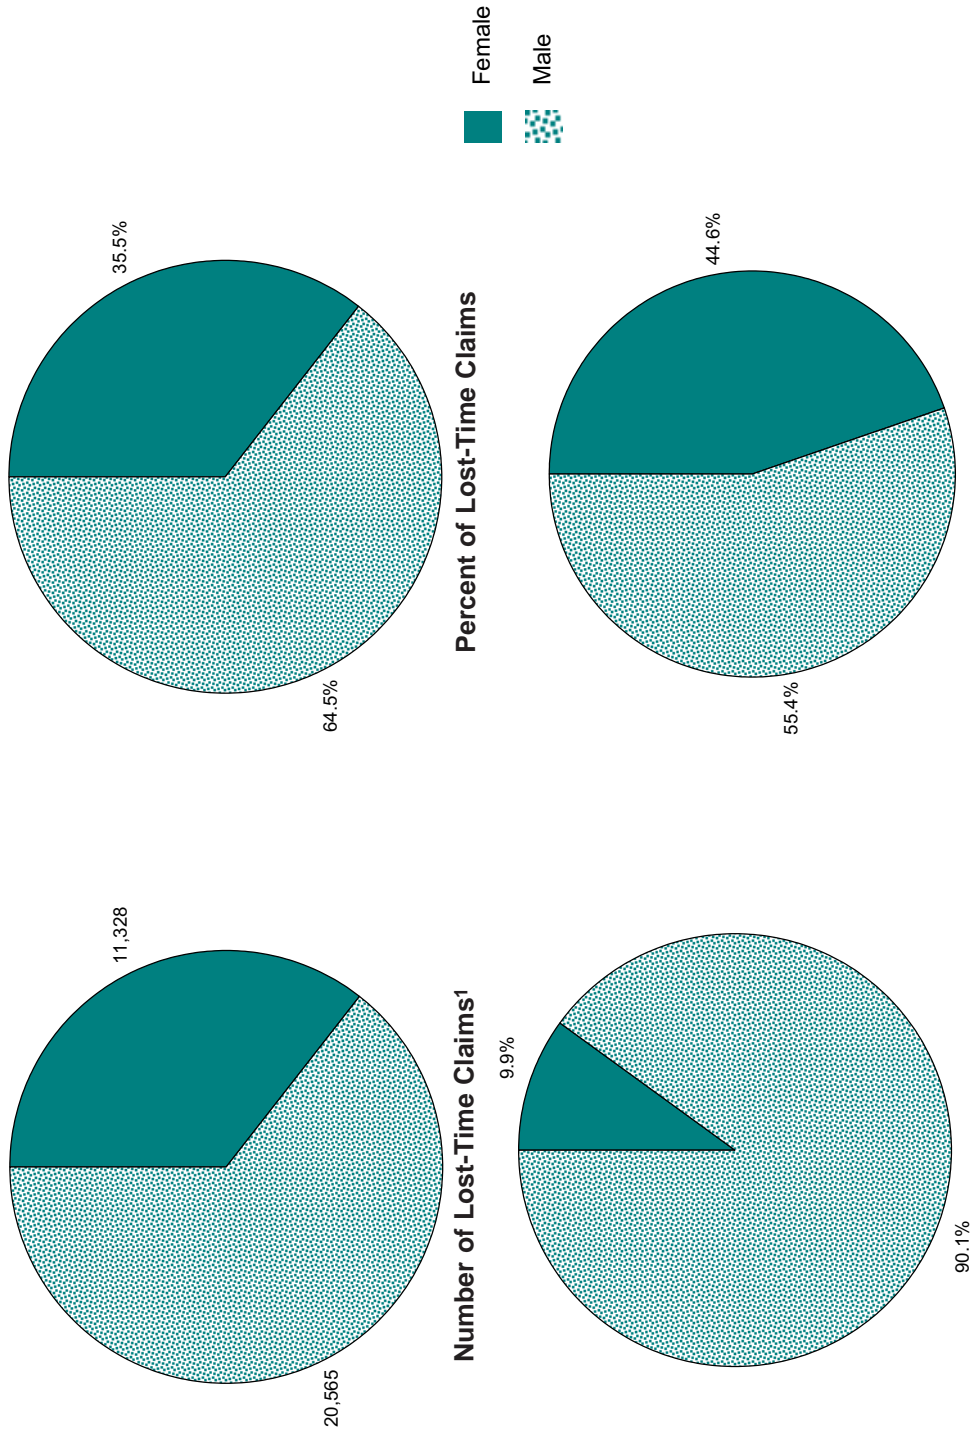 11,328
20,565
Number of Lost-Time Claims¹
35.5%
64.5%
Percent of Lost-Time Claims
Female
Male
9.9%
90.1%
44.6%
55.4%